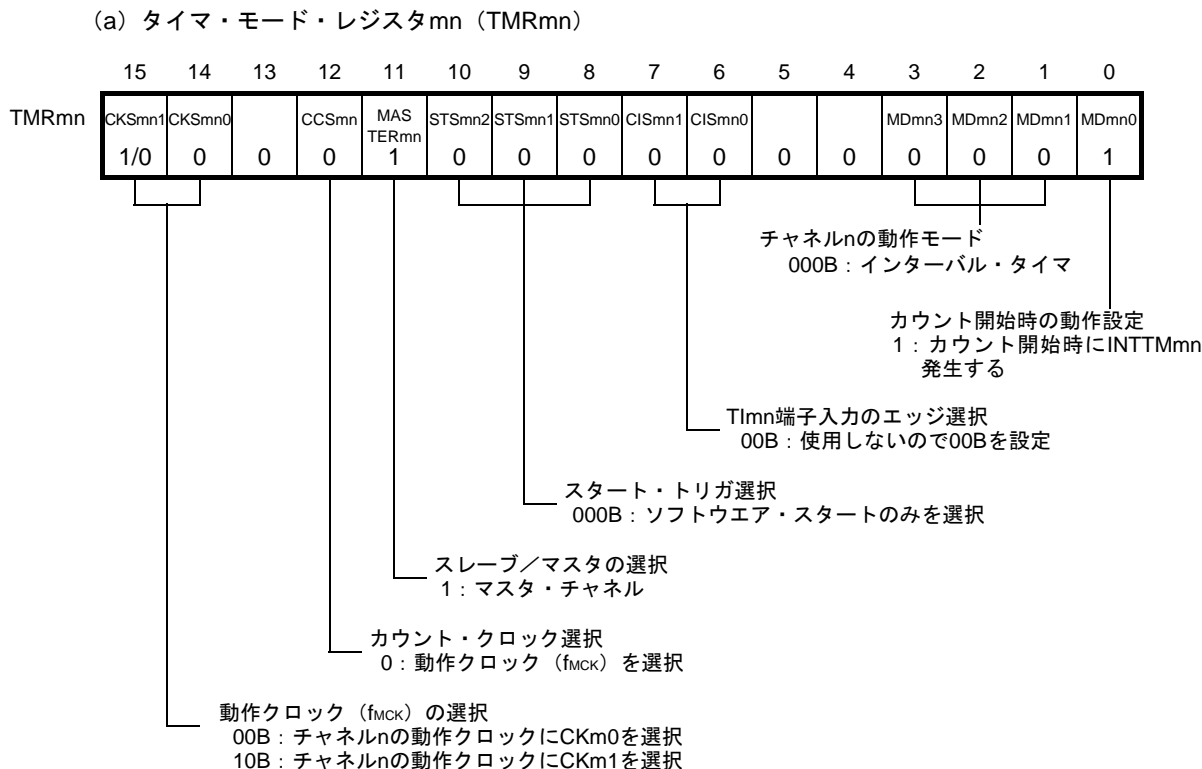 （a）タイマ・モード・レジスタmn（TMRmn）
15 14 13 12 11 10 9 8 7 6 5 4 3 2 1 0
TMRmn CKSmn1 CKSmn0 CCSmn MAS TERmn STSmn2 STSmn1 STSmn0 CISmn1 CISmn0 MDmn3 MDmn2 MDmn1 MDmn0
1/0 0 0 0 1 0 0 0 0 0 0 0 0 0 0 1
チャネルnの動作モード
000B：インターバル・タイマ
カウント開始時の動作設定
1：カウント開始時にINTTMmn
発生する
TImn端子入力のエッジ選択
00B：使用しないので00Bを設定
スタート・トリガ選択
000B：ソフトウエア・スタートのみを選択
スレーブ／マスタの選択
1：マスタ・チャネル
カウント・クロック選択
0：動作クロック（fMCK）を選択
動作クロック（fMCK）の選択
00B：チャネルnの動作クロックにCKm0を選択
10B：チャネルnの動作クロックにCKm1を選択